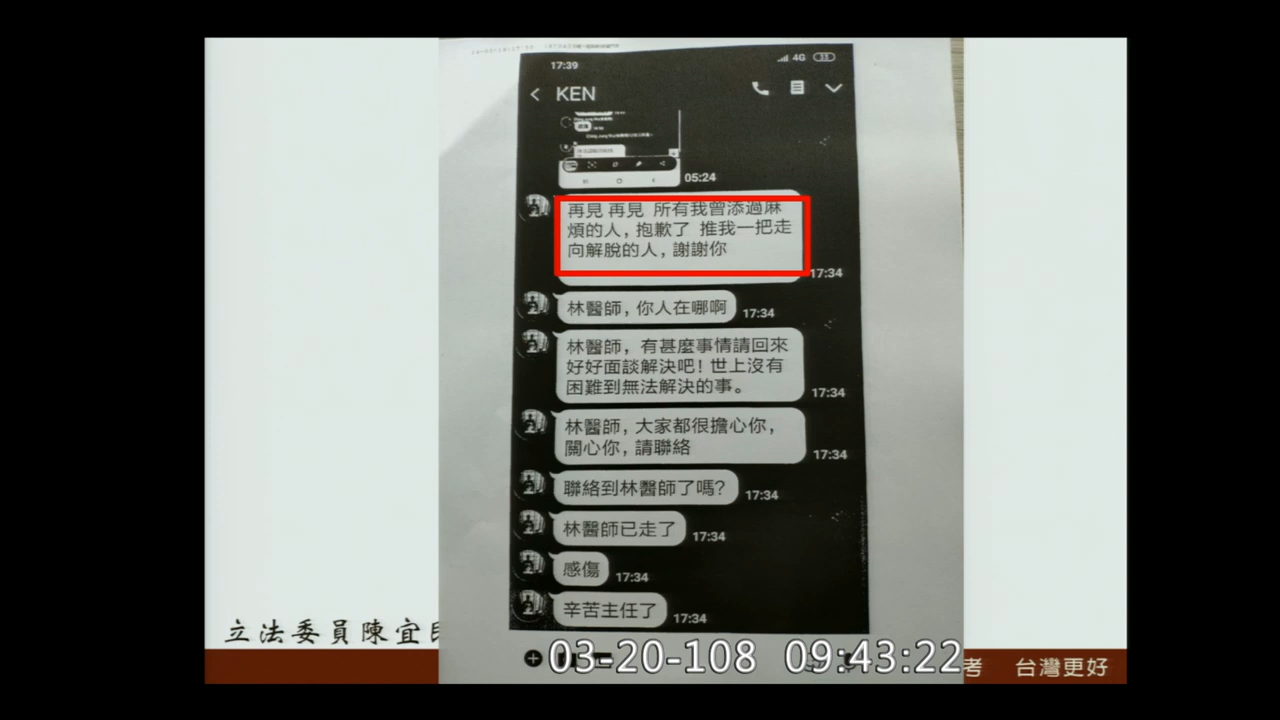 17:39
4G
33
KEN
05:24
再見 再見 所有我曾添過麻
煩的人,抱歉了 推我一把走
向解脫的人,謝謝你
17:34
林醫師,你人在哪啊
17:34
林醫師,有甚麼事情請回來
好好面談解決吧!世上沒有
困難到無法解決的事。
17:34
林醫師,大家都很擔心你,
關心你,請聯絡
17:34
聯絡到林醫師了嗎?
17:34
林醫師已走了
17:34
感傷
17:34
辛苦主任了
17:34
立法委員陳宜民
03-20-108 09:43:22
考 台灣更好